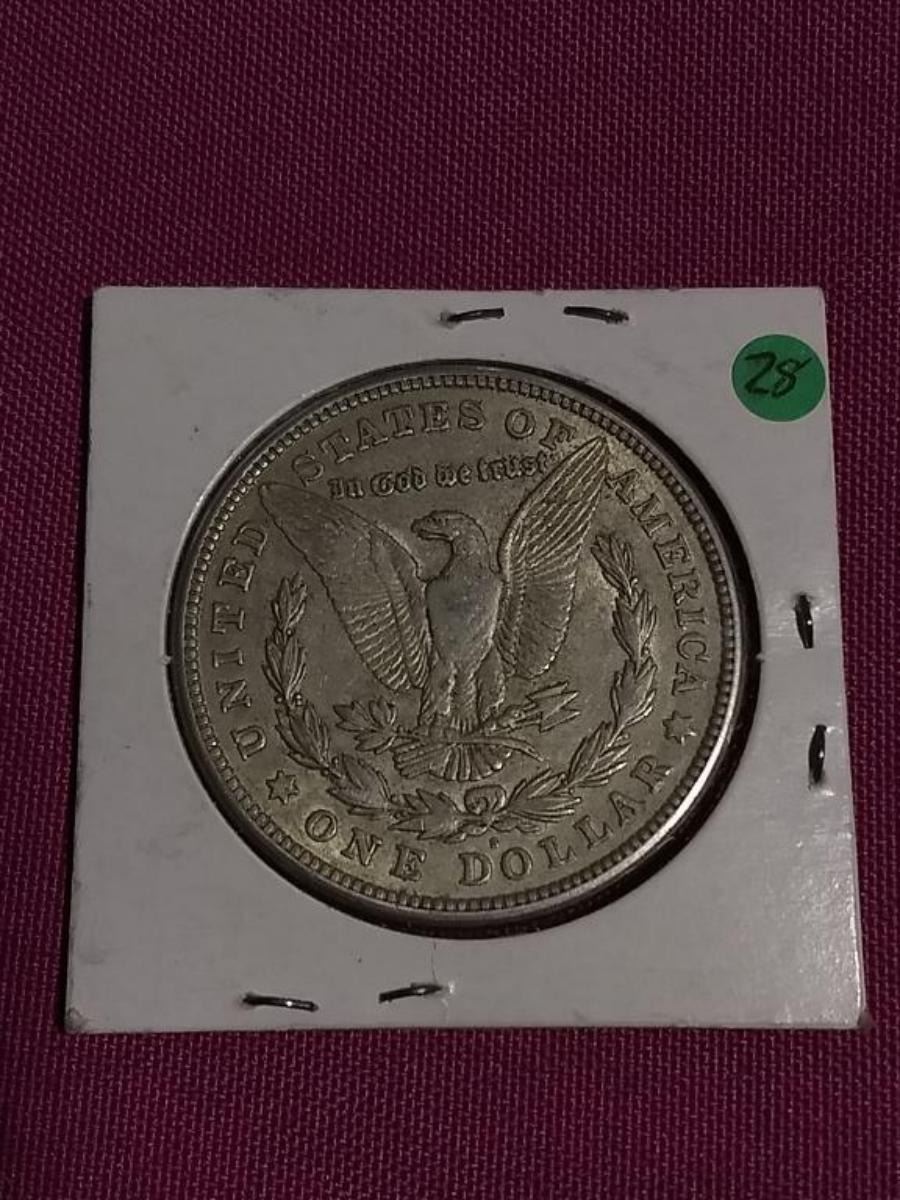 28
UNITED STATES OF AMERICA
In God we trust
ONE DOLLAR